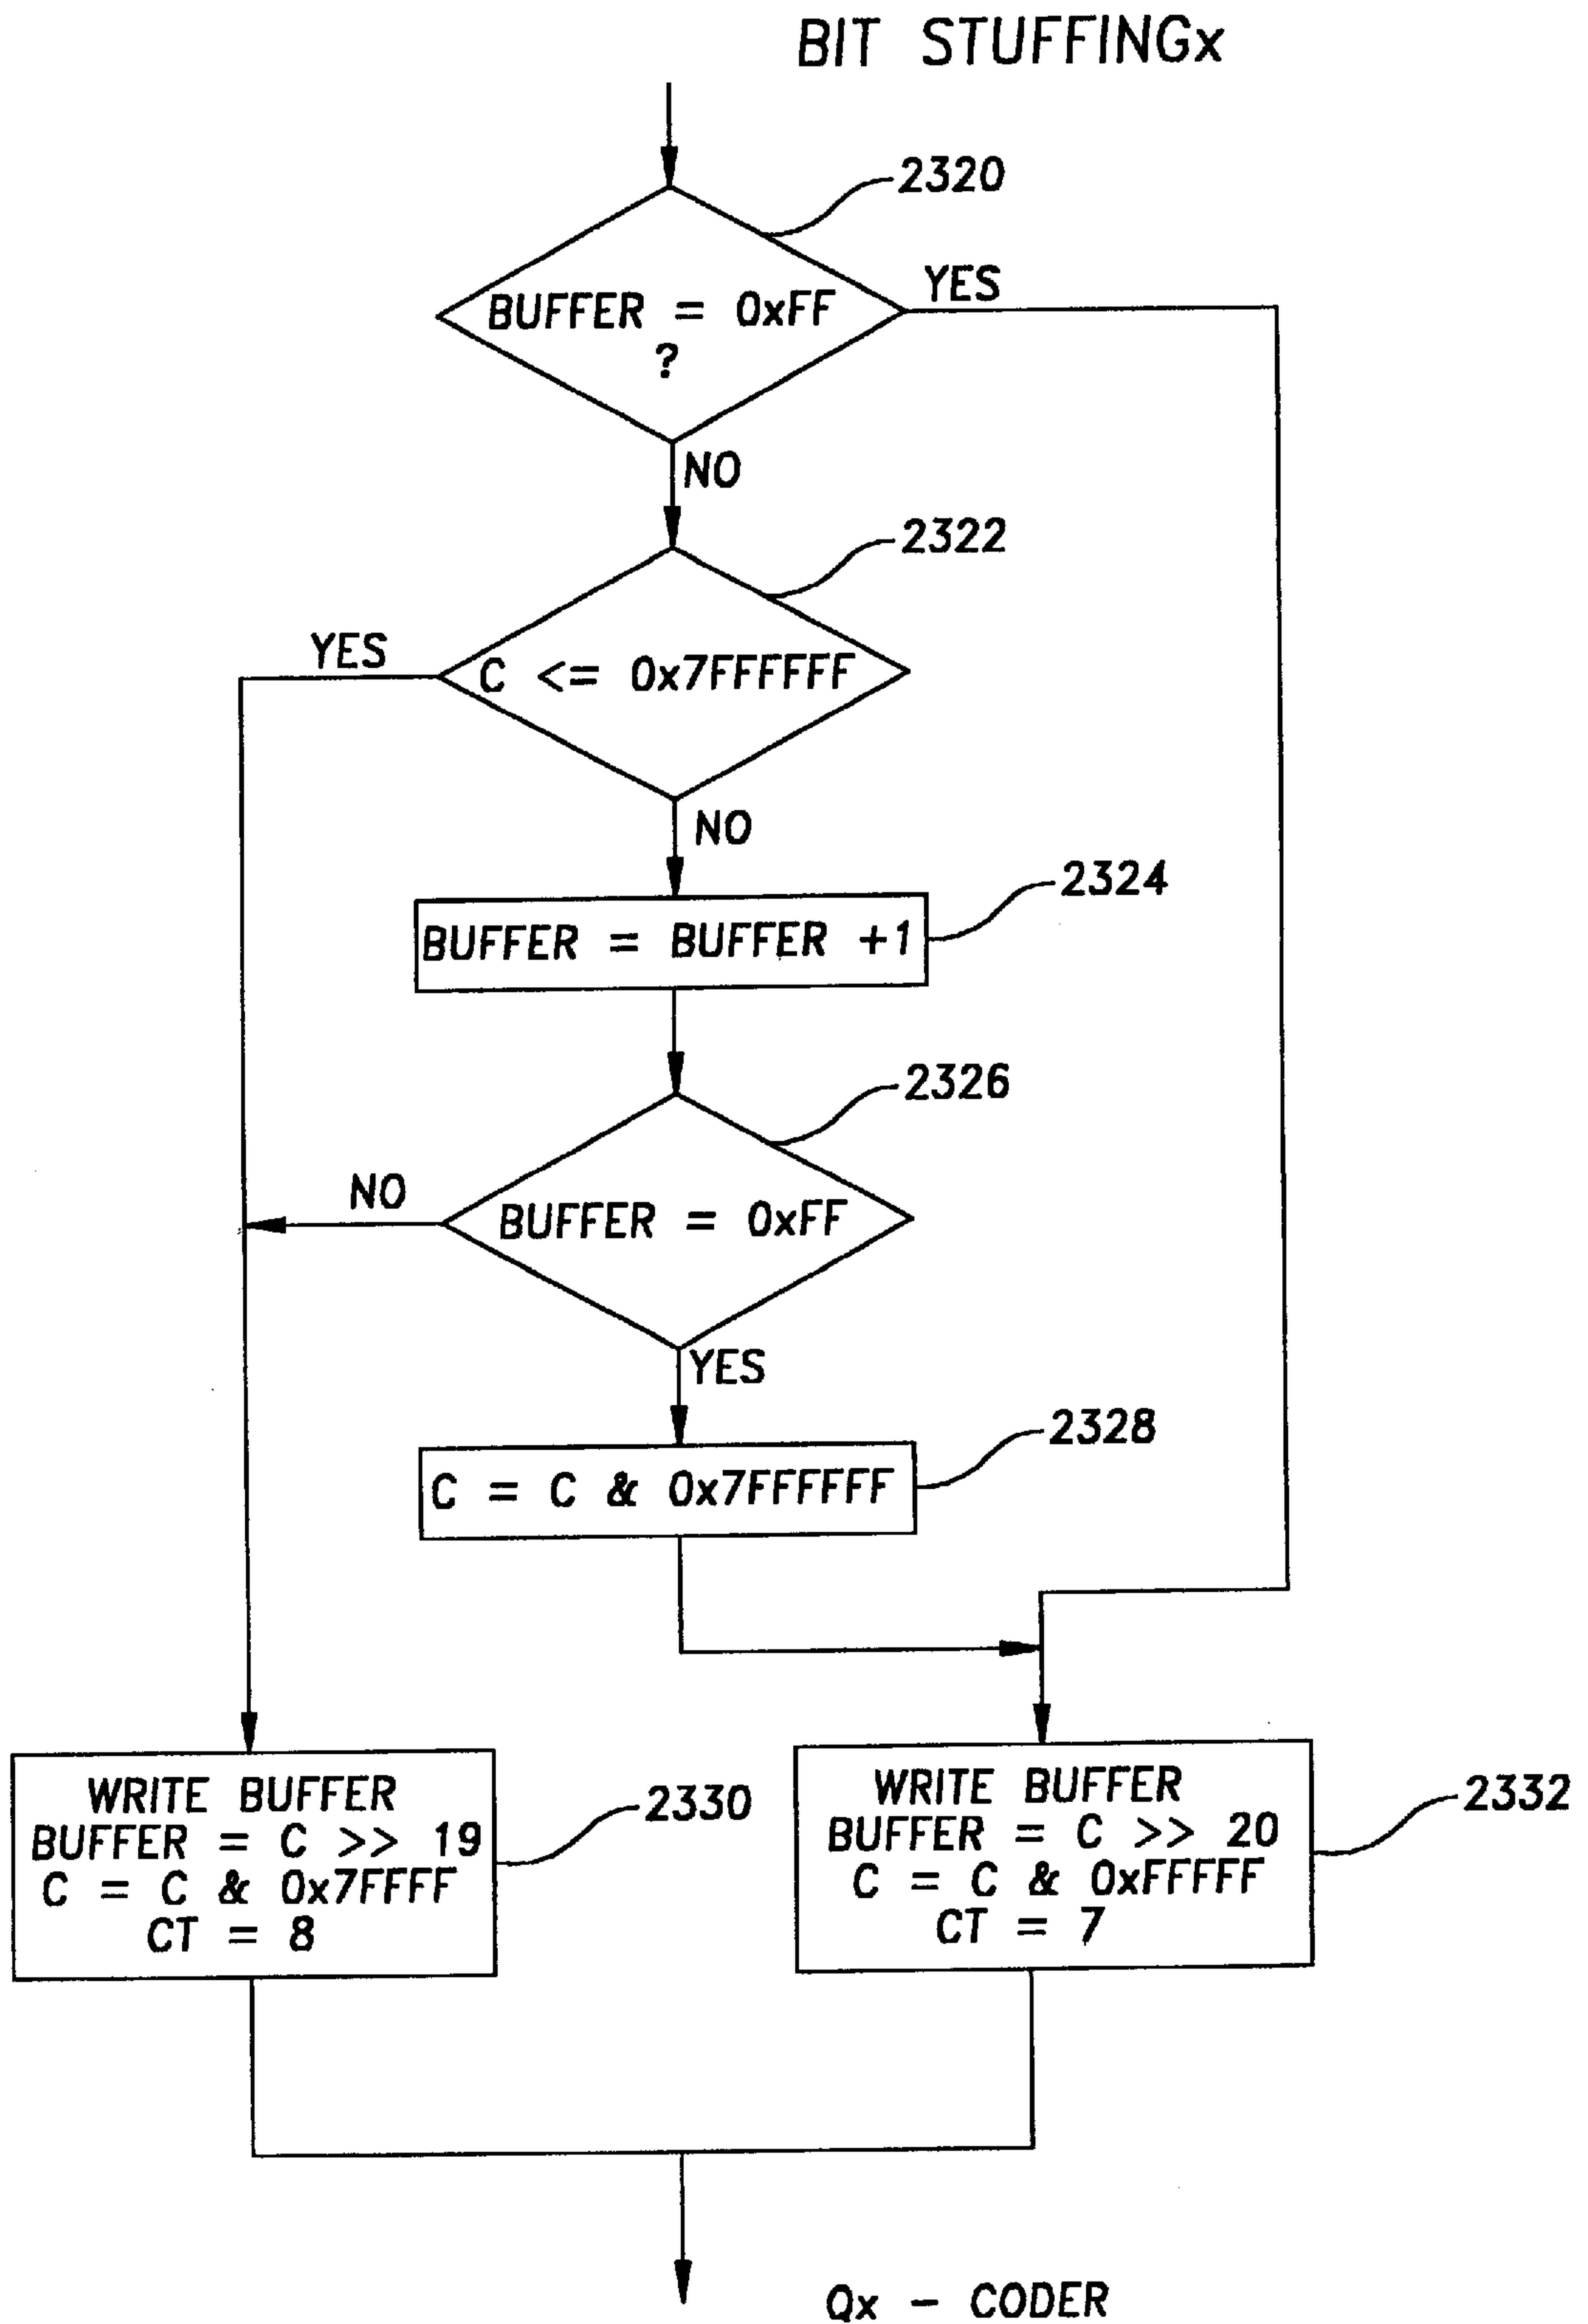 BIT STUFFINGx
2320
BUFFER = 0xFF
?
YES
NO
2322
YES
C <= 0x7FFFFFF
NO
2324
BUFFER = BUFFER +1
2326
NO
BUFFER = 0xFF
YES
2328
C = C & 0x7FFFFFF
WRITE BUFFER
BUFFER = C >> 19
C = C & 0x7FFFF
CT = 8
2330
WRITE BUFFER
BUFFER = C >> 20
C = C & 0xFFFFF
CT = 7
2332
Qx - CODER